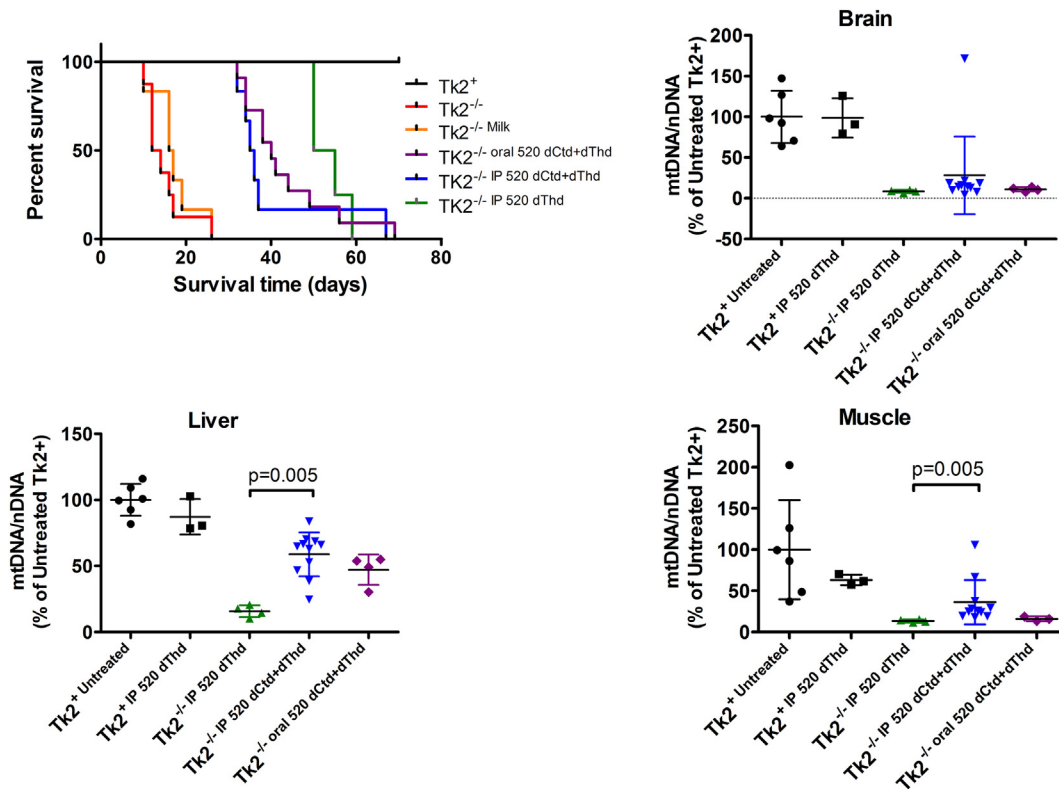 Percent survival
100
50
0
0 20 40 60 80
Survival time (days)
Tk2+
Tk2-/-
Tk2-/- Milk
TK2-/- oral 520 dCtd+dThd
TK2-/- IP 520 dCtd+dThd
TK2-/- IP 520 dThd
Brain
mtDNA/nDNA
(% of Untreated Tk2+)
200
150
100
50
0
-50
Tk2+ Untreated
Tk2+ IP 520 dThd
Tk2-/- IP 520 dThd
Tk2-/- IP 520 dCtd+dThd
Tk2-/- oral 520 dCtd+dThd
Liver
mtDNA/nDNA
(% of Untreated Tk2+)
150
100
50
0
p=0.005
Tk2+ Untreated
Tk2+ IP 520 dThd
Tk2-/- IP 520 dThd
Tk2-/- IP 520 dCtd+dThd
Tk2-/- oral 520 dCtd+dThd
Muscle
mtDNA/nDNA
(% of Untreated Tk2+)
250
200
150
100
50
0
p=0.005
Tk2+ Untreated
Tk2+ IP 520 dThd
Tk2-/- IP 520 dThd
Tk2-/- IP 520 dCtd+dThd
Tk2-/- oral 520 dCtd+dThd